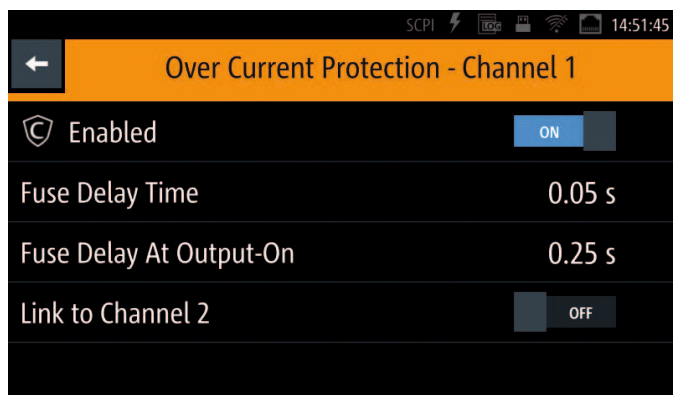 SCPI LOG 14:51:45
Over Current Protection - Channel 1
C Enabled ON
Fuse Delay Time 0.05 s
Fuse Delay At Output-On 0.25 s
Link to Channel 2 OFF